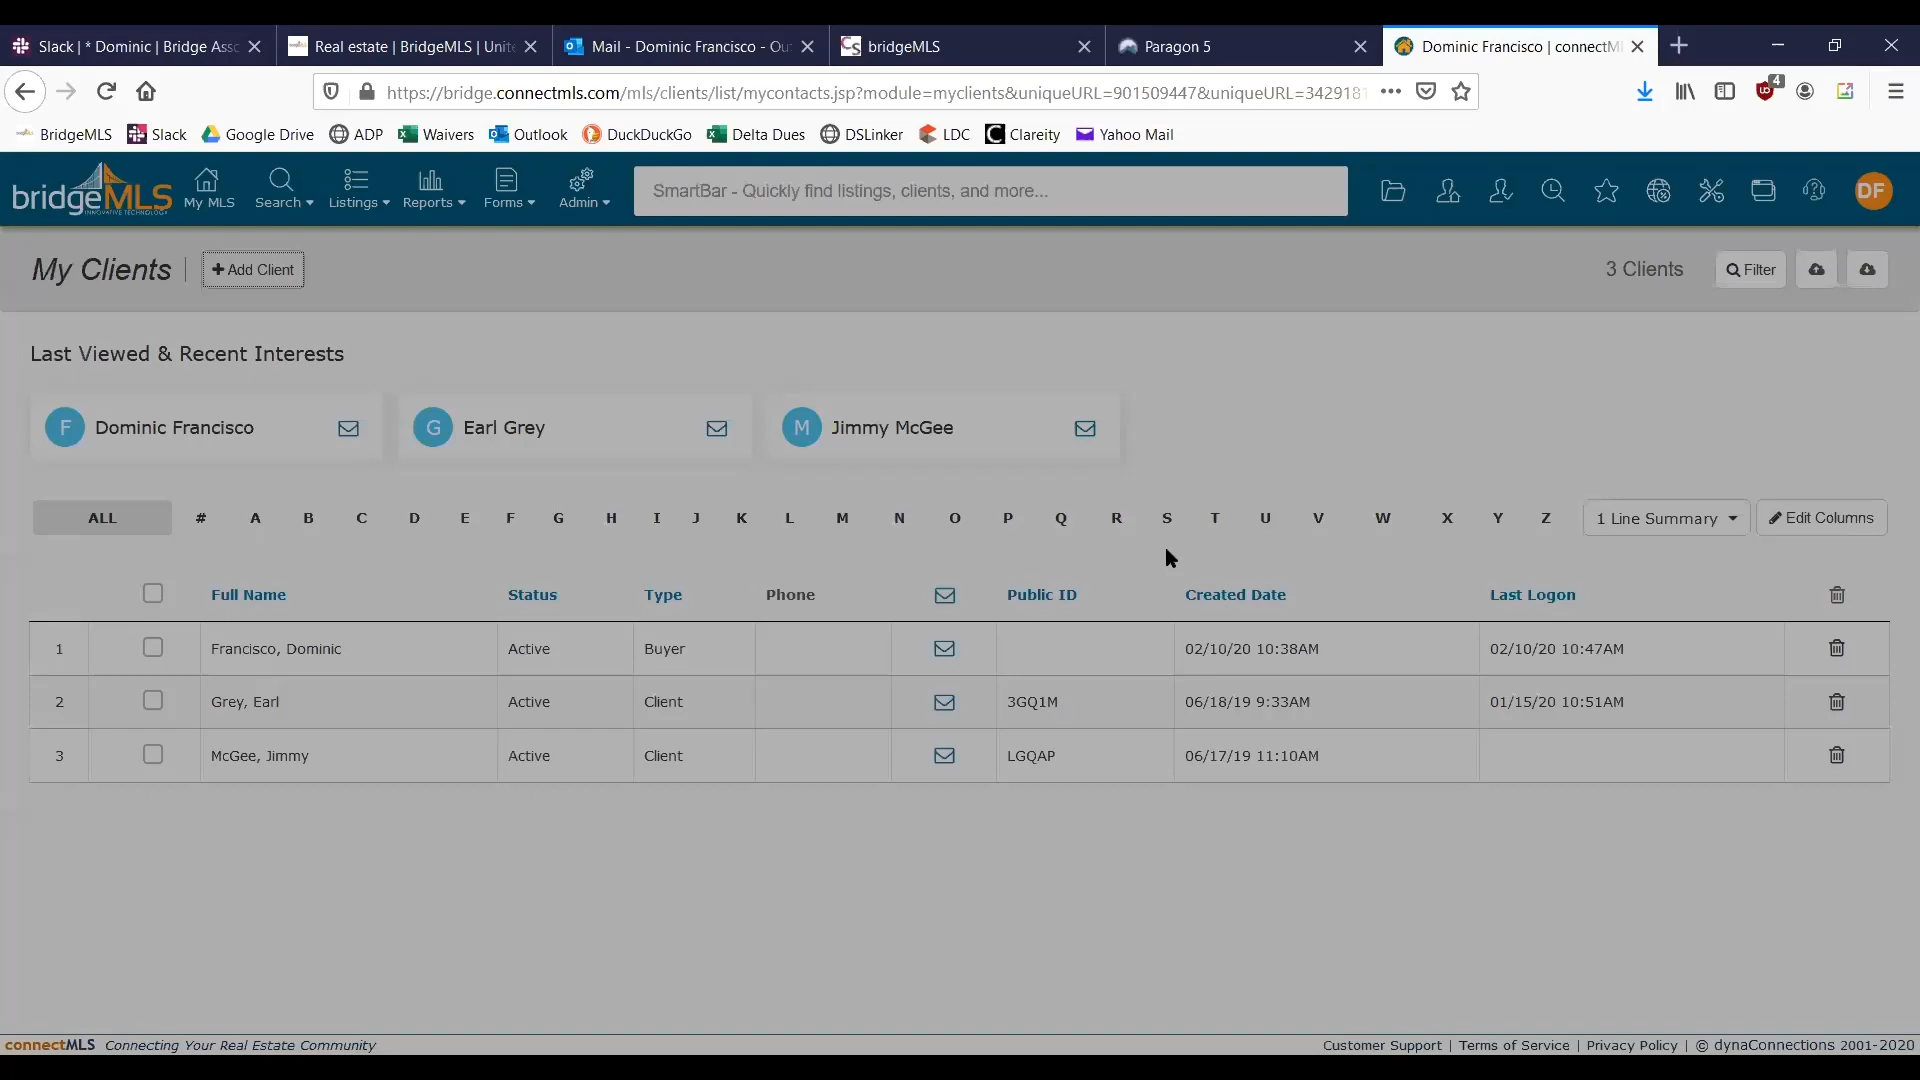 Slack | * Dominic | Bridge Asso
Real estate | BridgeMLS | Unite
Mail - Dominic Francisco - Ou
CS bridgeMLS
Paragon 5
Dominic Francisco | connectM
https://bridge.connectmls.com/mls/clients/list/mycontacts.jsp?module=myclients&uniqueURL=901509447&uniqueURL=3429181
4
BridgeMLS Slack Google Drive ADP Waivers Outlook DuckDuckGo Delta Dues DSLinker LDC Clareity Yahoo Mail
bridgeMLS
INNOVATIVE TECHNOLOGY
My MLS Search Listings Reports Forms Admin
SmartBar - Quickly find listings, clients, and more...
DF
My Clients
+ Add Client
3 Clients
Filter
Last Viewed & Recent Interests
F Dominic Francisco
G Earl Grey
M Jimmy McGee
ALL # A B C D E F G H I J K L M N O P Q R S T U V W X Y Z
1 Line Summary
Edit Columns
Full Name Status Type Phone Public ID Created Date Last Logon
1 Francisco, Dominic Active Buyer 02/10/20 10:38AM 02/10/20 10:47AM
2 Grey, Earl Active Client 3GQ1M 06/18/19 9:33AM 01/15/20 10:51AM
3 McGee, Jimmy Active Client LGQAP 06/17/19 11:10AM
connectMLS Connecting Your Real Estate Community
Customer Support | Terms of Service | Privacy Policy | © dynaConnections 2001-2020